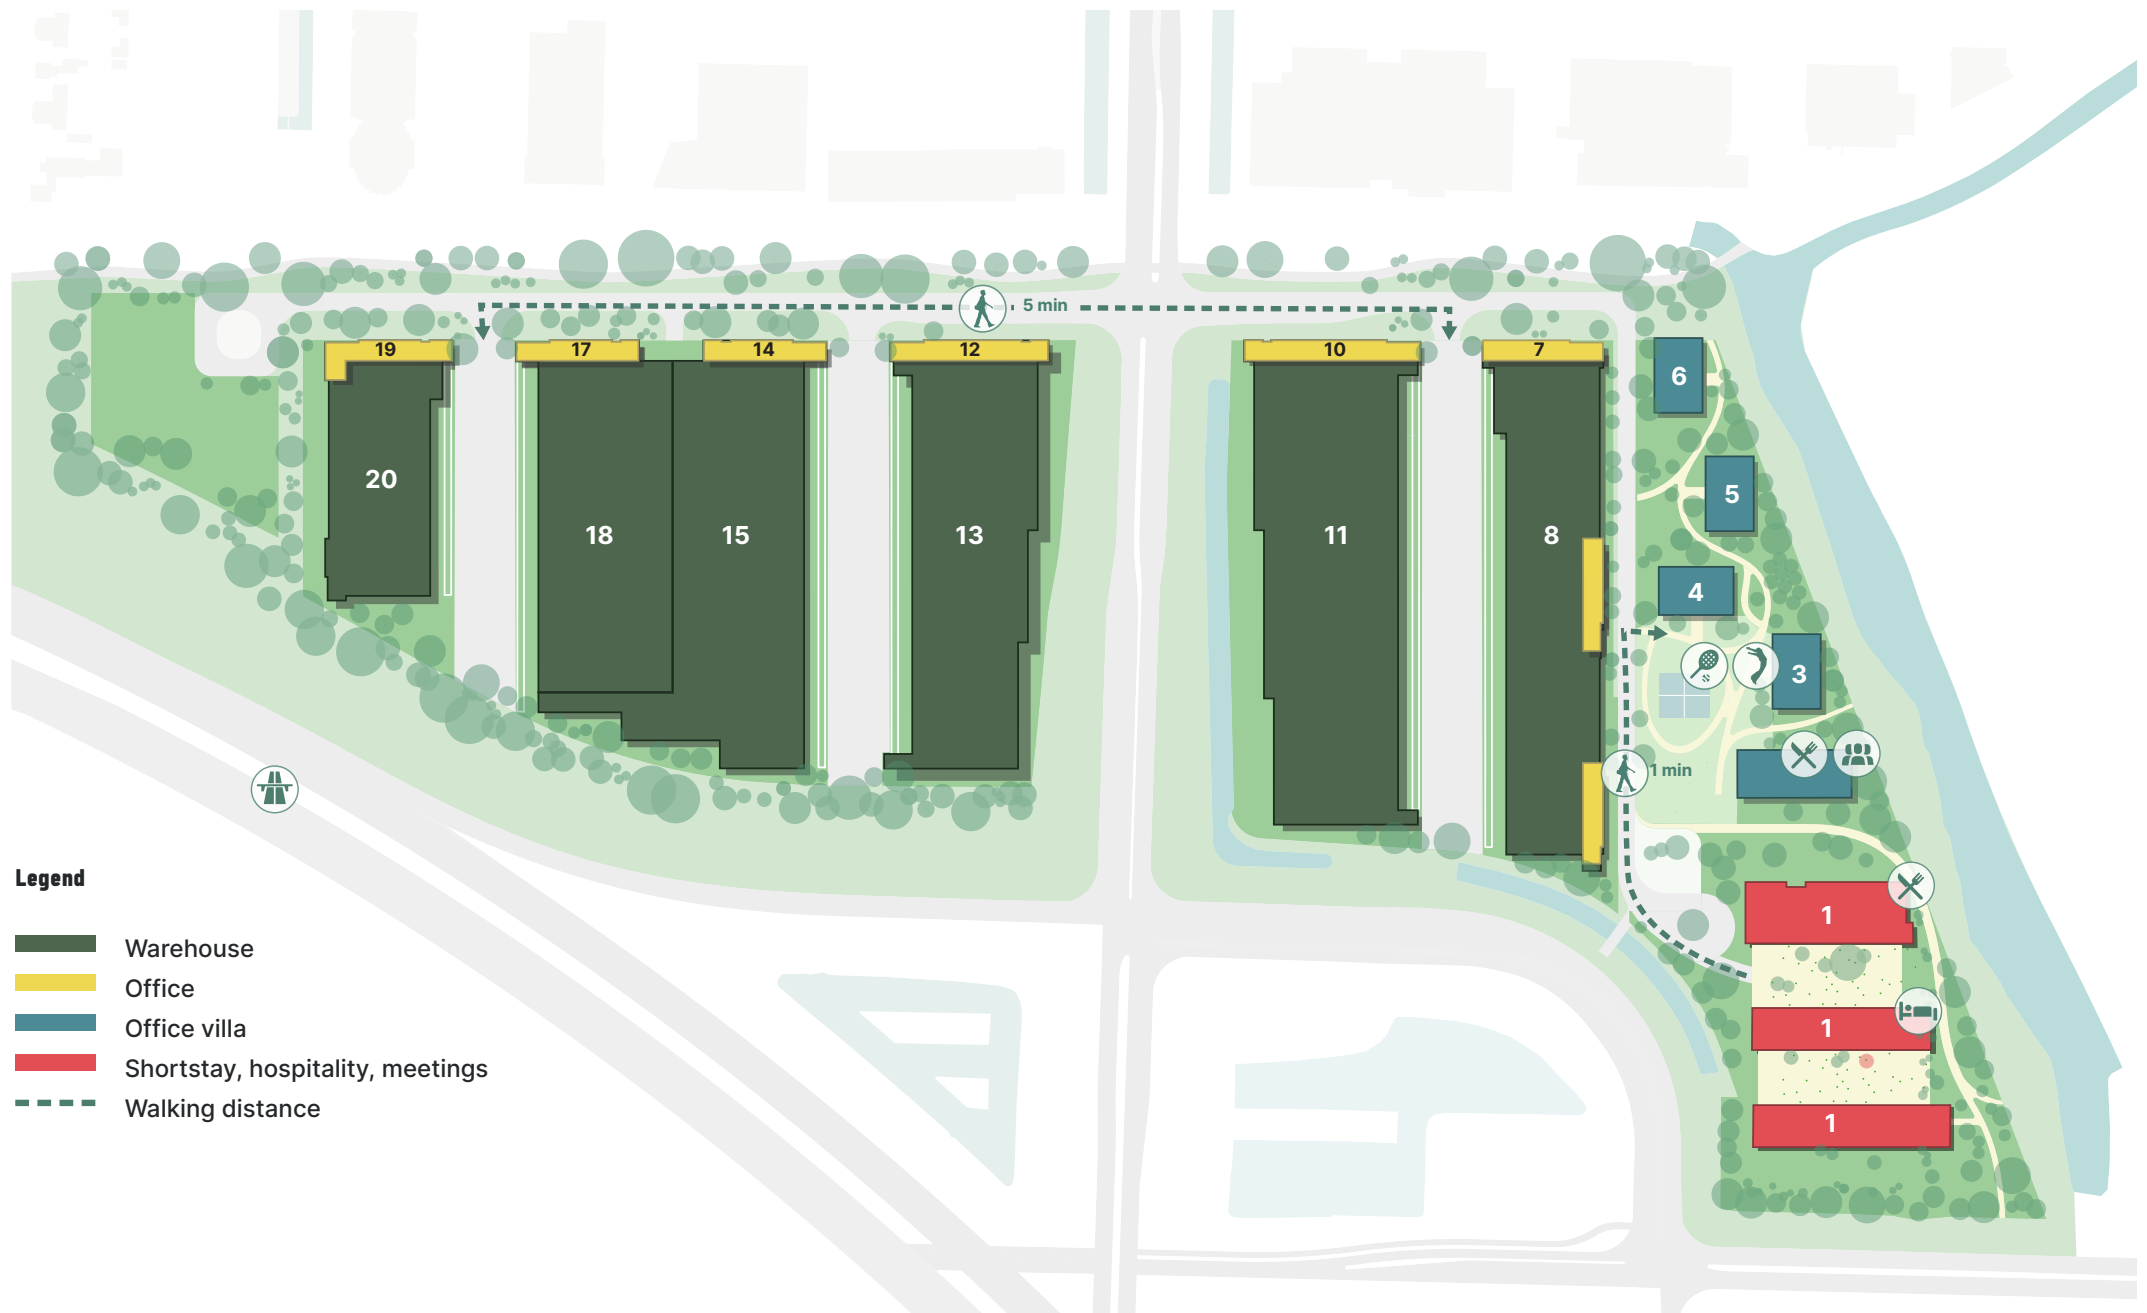 5 min
19
17
14
12
10
7
6
20
5
18
15
13
11
8
4
3
1 min
1
1
1
Legend
Warehouse
Office
Office villa
Shortstay, hospitality, meetings
Walking distance